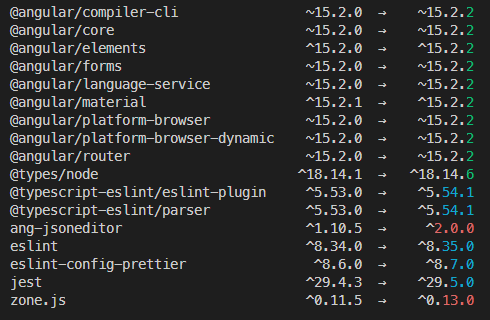 @angular/compiler-cli ~15.2.0 → ~15.2.2
@angular/core ~15.2.0 → ~15.2.2
@angular/elements ^15.2.0 → ^15.2.2
@angular/forms ~15.2.0 → ~15.2.2
@angular/language-service ~15.2.0 → ~15.2.2
@angular/material ^15.2.1 → ^15.2.2
@angular/platform-browser ~15.2.0 → ~15.2.2
@angular/platform-browser-dynamic ~15.2.0 → ~15.2.2
@angular/router ~15.2.0 → ~15.2.2
@types/node ^18.14.1 → ^18.14.6
@typescript-eslint/eslint-plugin ^5.53.0 → ^5.54.1
@typescript-eslint/parser ^5.53.0 → ^5.54.1
ang-jsoneditor ^1.10.5 → ^2.0.0
eslint ^8.34.0 → ^8.35.0
eslint-config-prettier ^8.6.0 → ^8.7.0
jest ^29.4.3 → ^29.5.0
zone.js ^0.11.5 → ^0.13.0